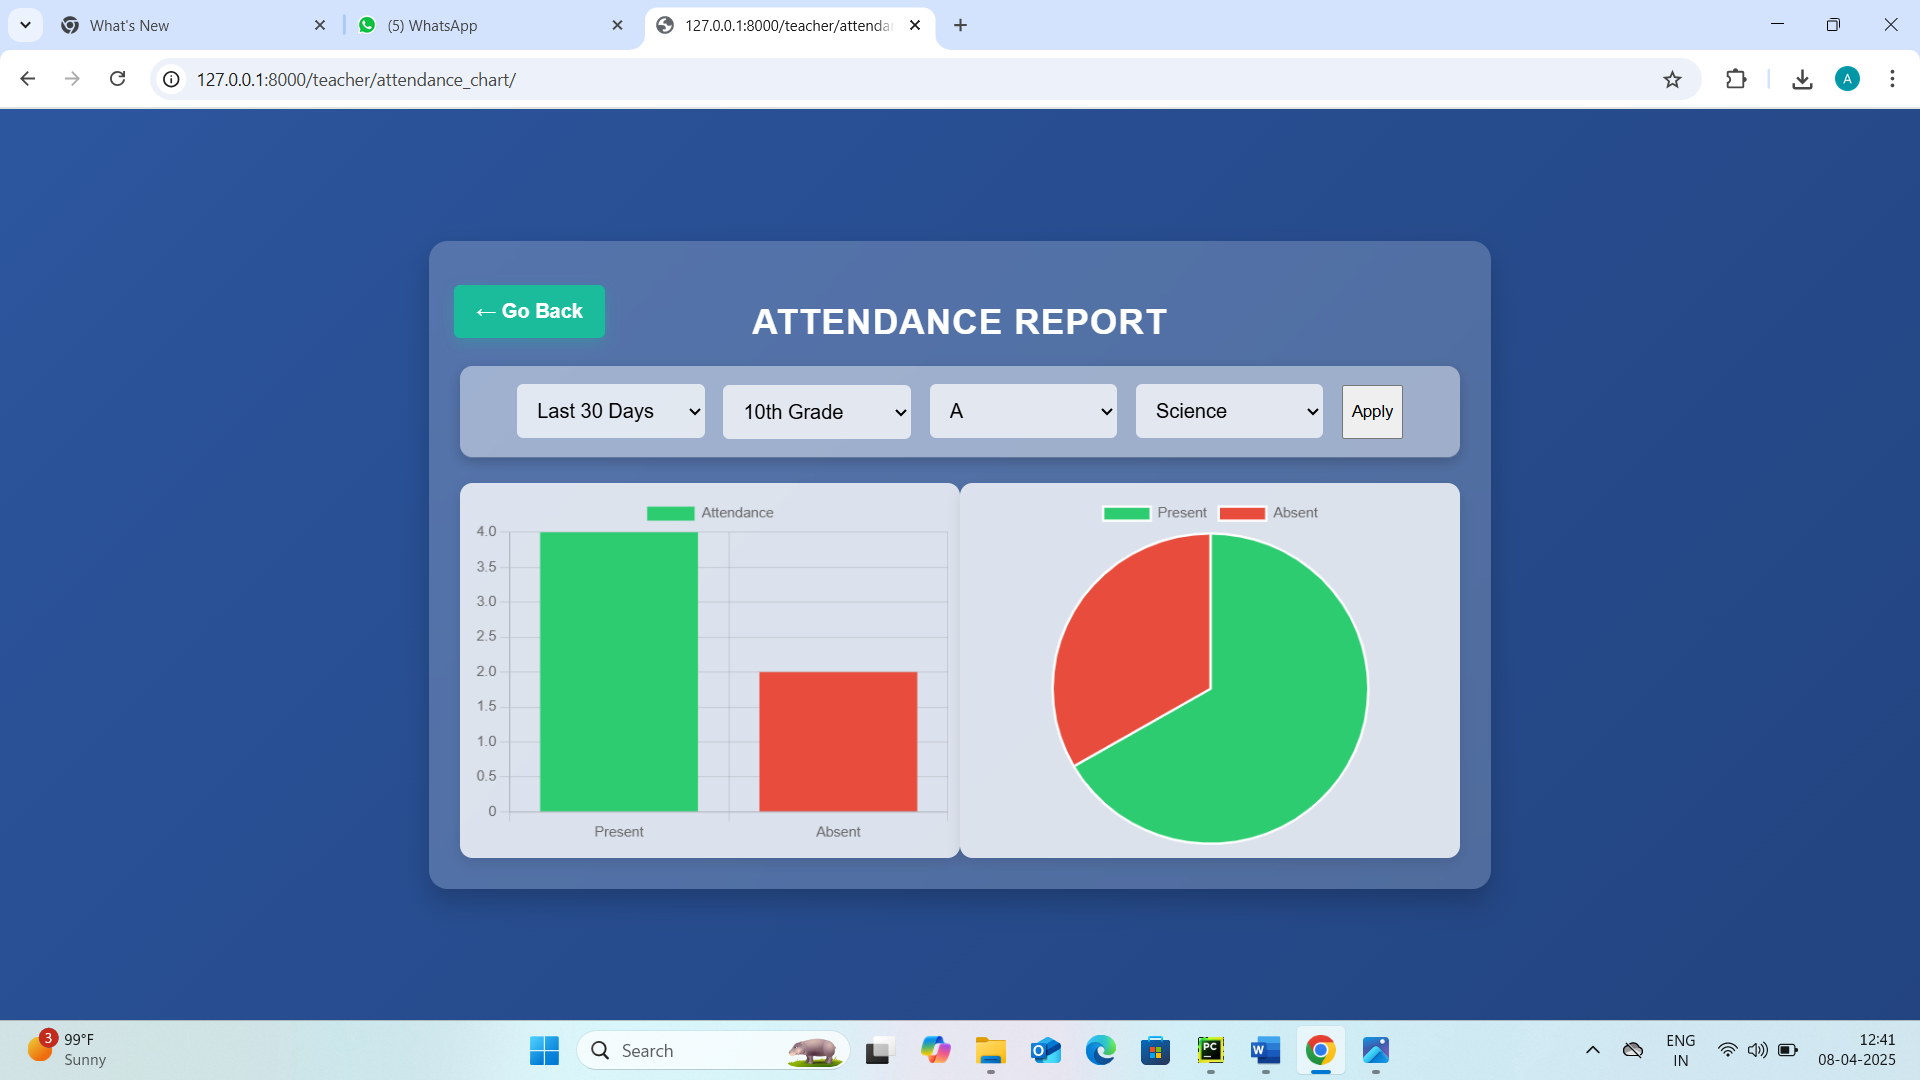 What's New
(5) WhatsApp
127.0.0.1:8000/teacher/attenda
127.0.0.1:8000/teacher/attendance_chart/
A
← Go Back
ATTENDANCE REPORT
Last 30 Days
10th Grade
A
Science
Apply
Attendance
4.0
3.5
3.0
2.5
2.0
1.5
1.0
0.5
0
Present
Absent
Present
Absent
3
99°F
Sunny
Search
PC
W
ENG
IN
12:41
08-04-2025